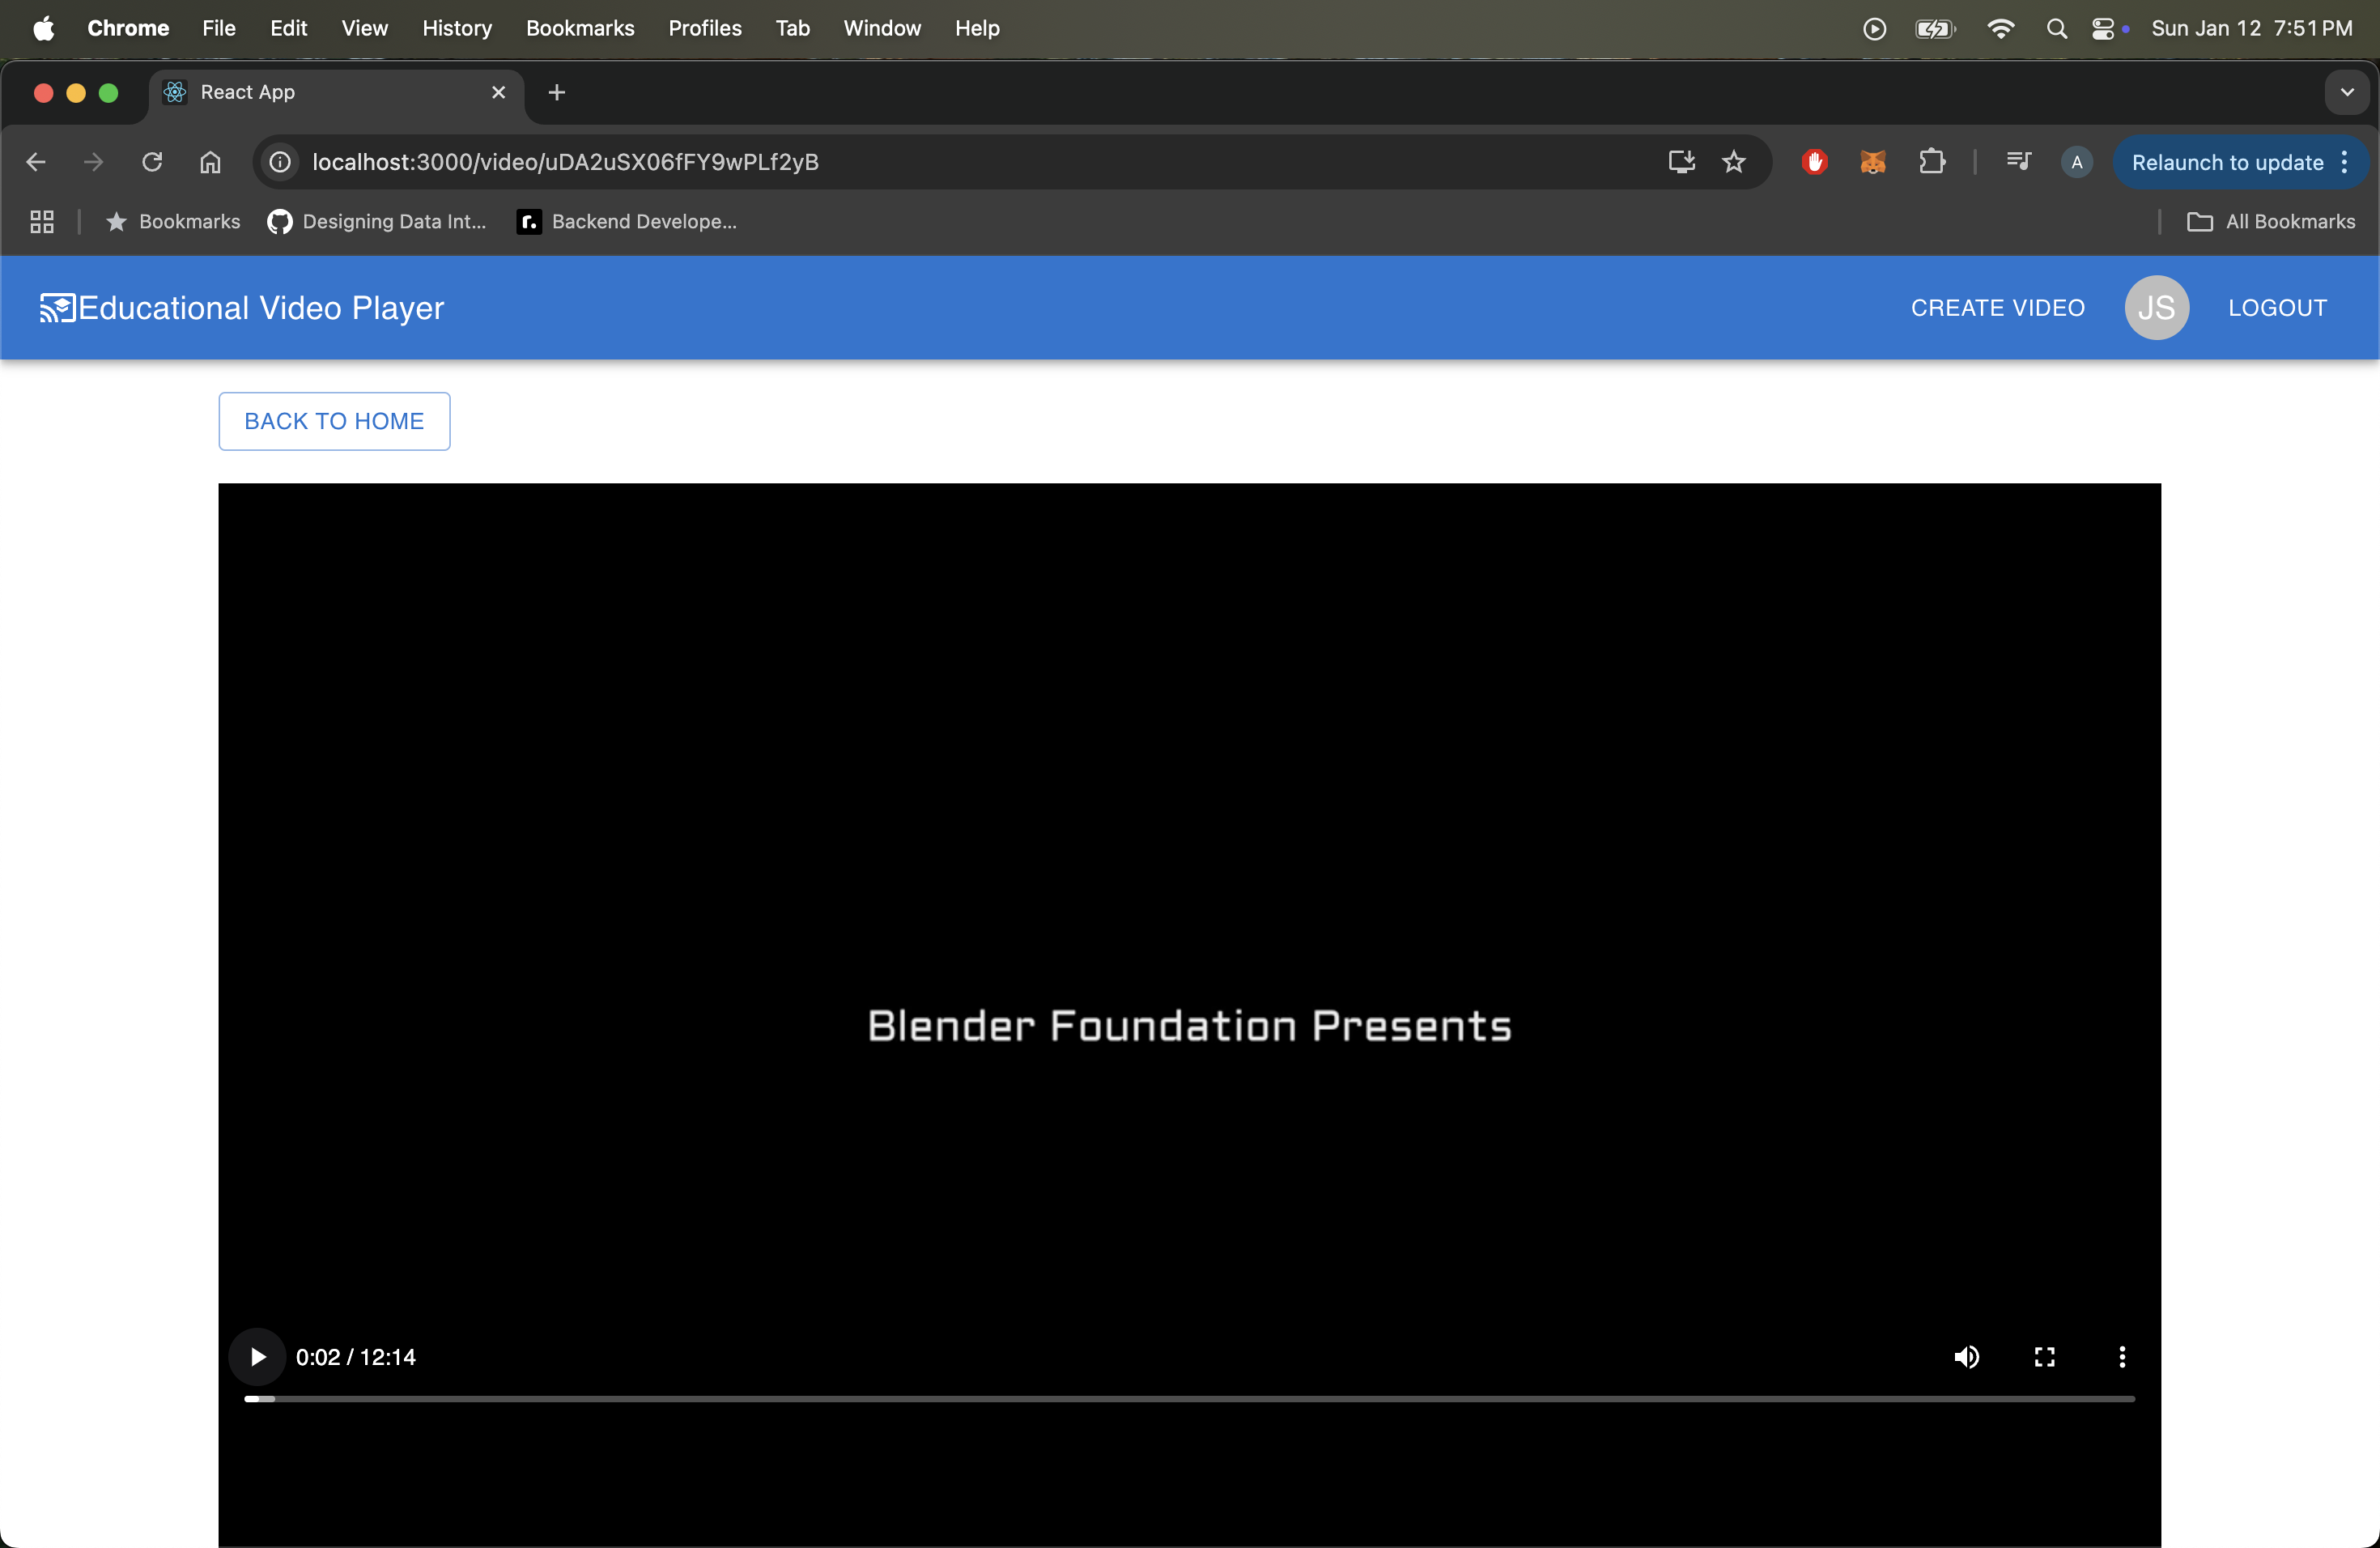 Chrome File Edit View History Bookmarks Profiles Tab Window Help Sun Jan 12 7:51 PM
React App
localhost:3000/video/uDA2uSX06fFY9wPLf2yB A Relaunch to update
Bookmarks Designing Data Int... r. Backend Develope... All Bookmarks
Educational Video Player CREATE VIDEO JS LOGOUT
BACK TO HOME
Blender Foundation Presents
0:02 / 12:14